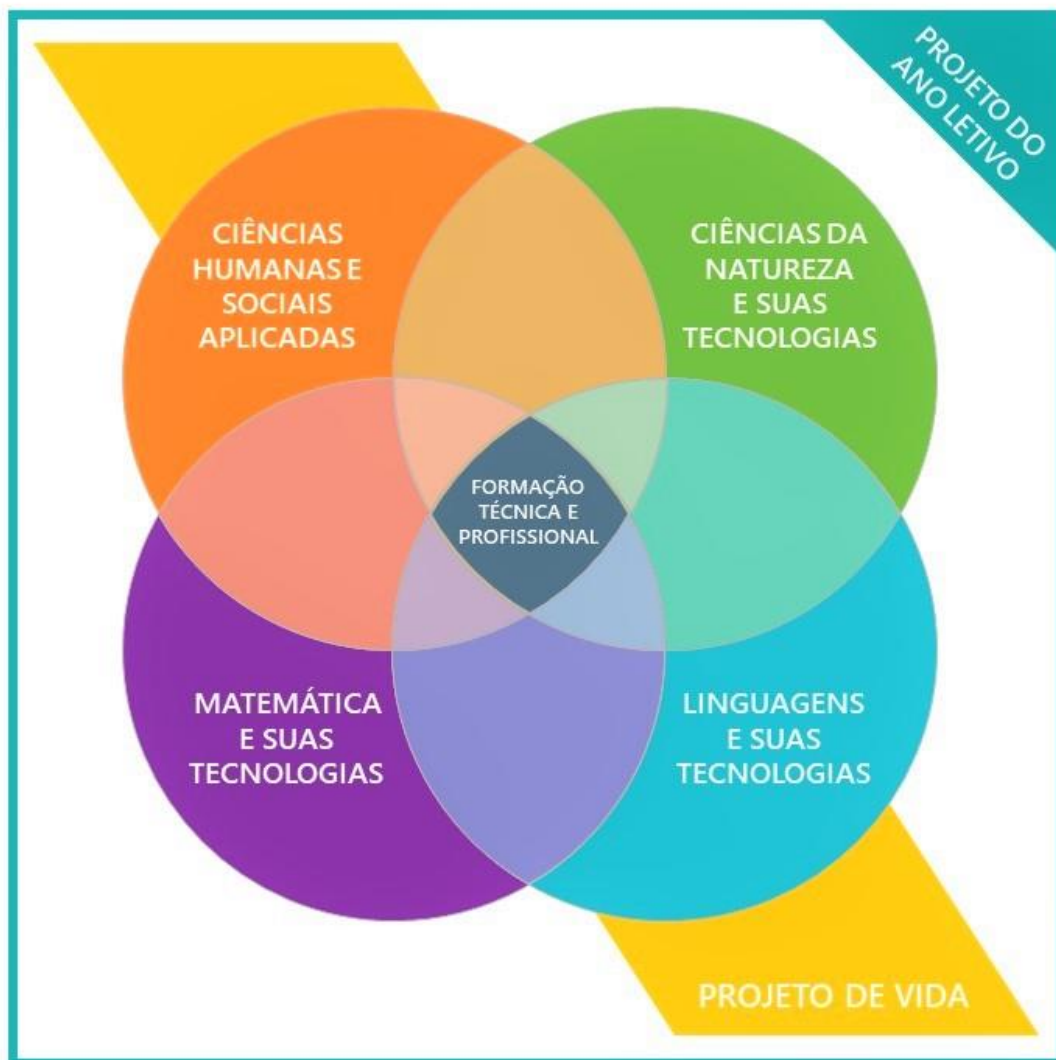 PROJETO DO
ANO LETIVO
CIÊNCIAS
HUMANAS E
SOCIAIS
APLICADAS
CIÊNCIAS DA
NATUREZA
E SUAS
TECNOLOGIAS
FORMAÇÃO
TÉCNICA E
PROFISSIONAL
MATEMÁTICA
E SUAS
TECNOLOGIAS
LINGUAGENS
E SUAS
TECNOLOGIAS
PROJETO DE VIDA